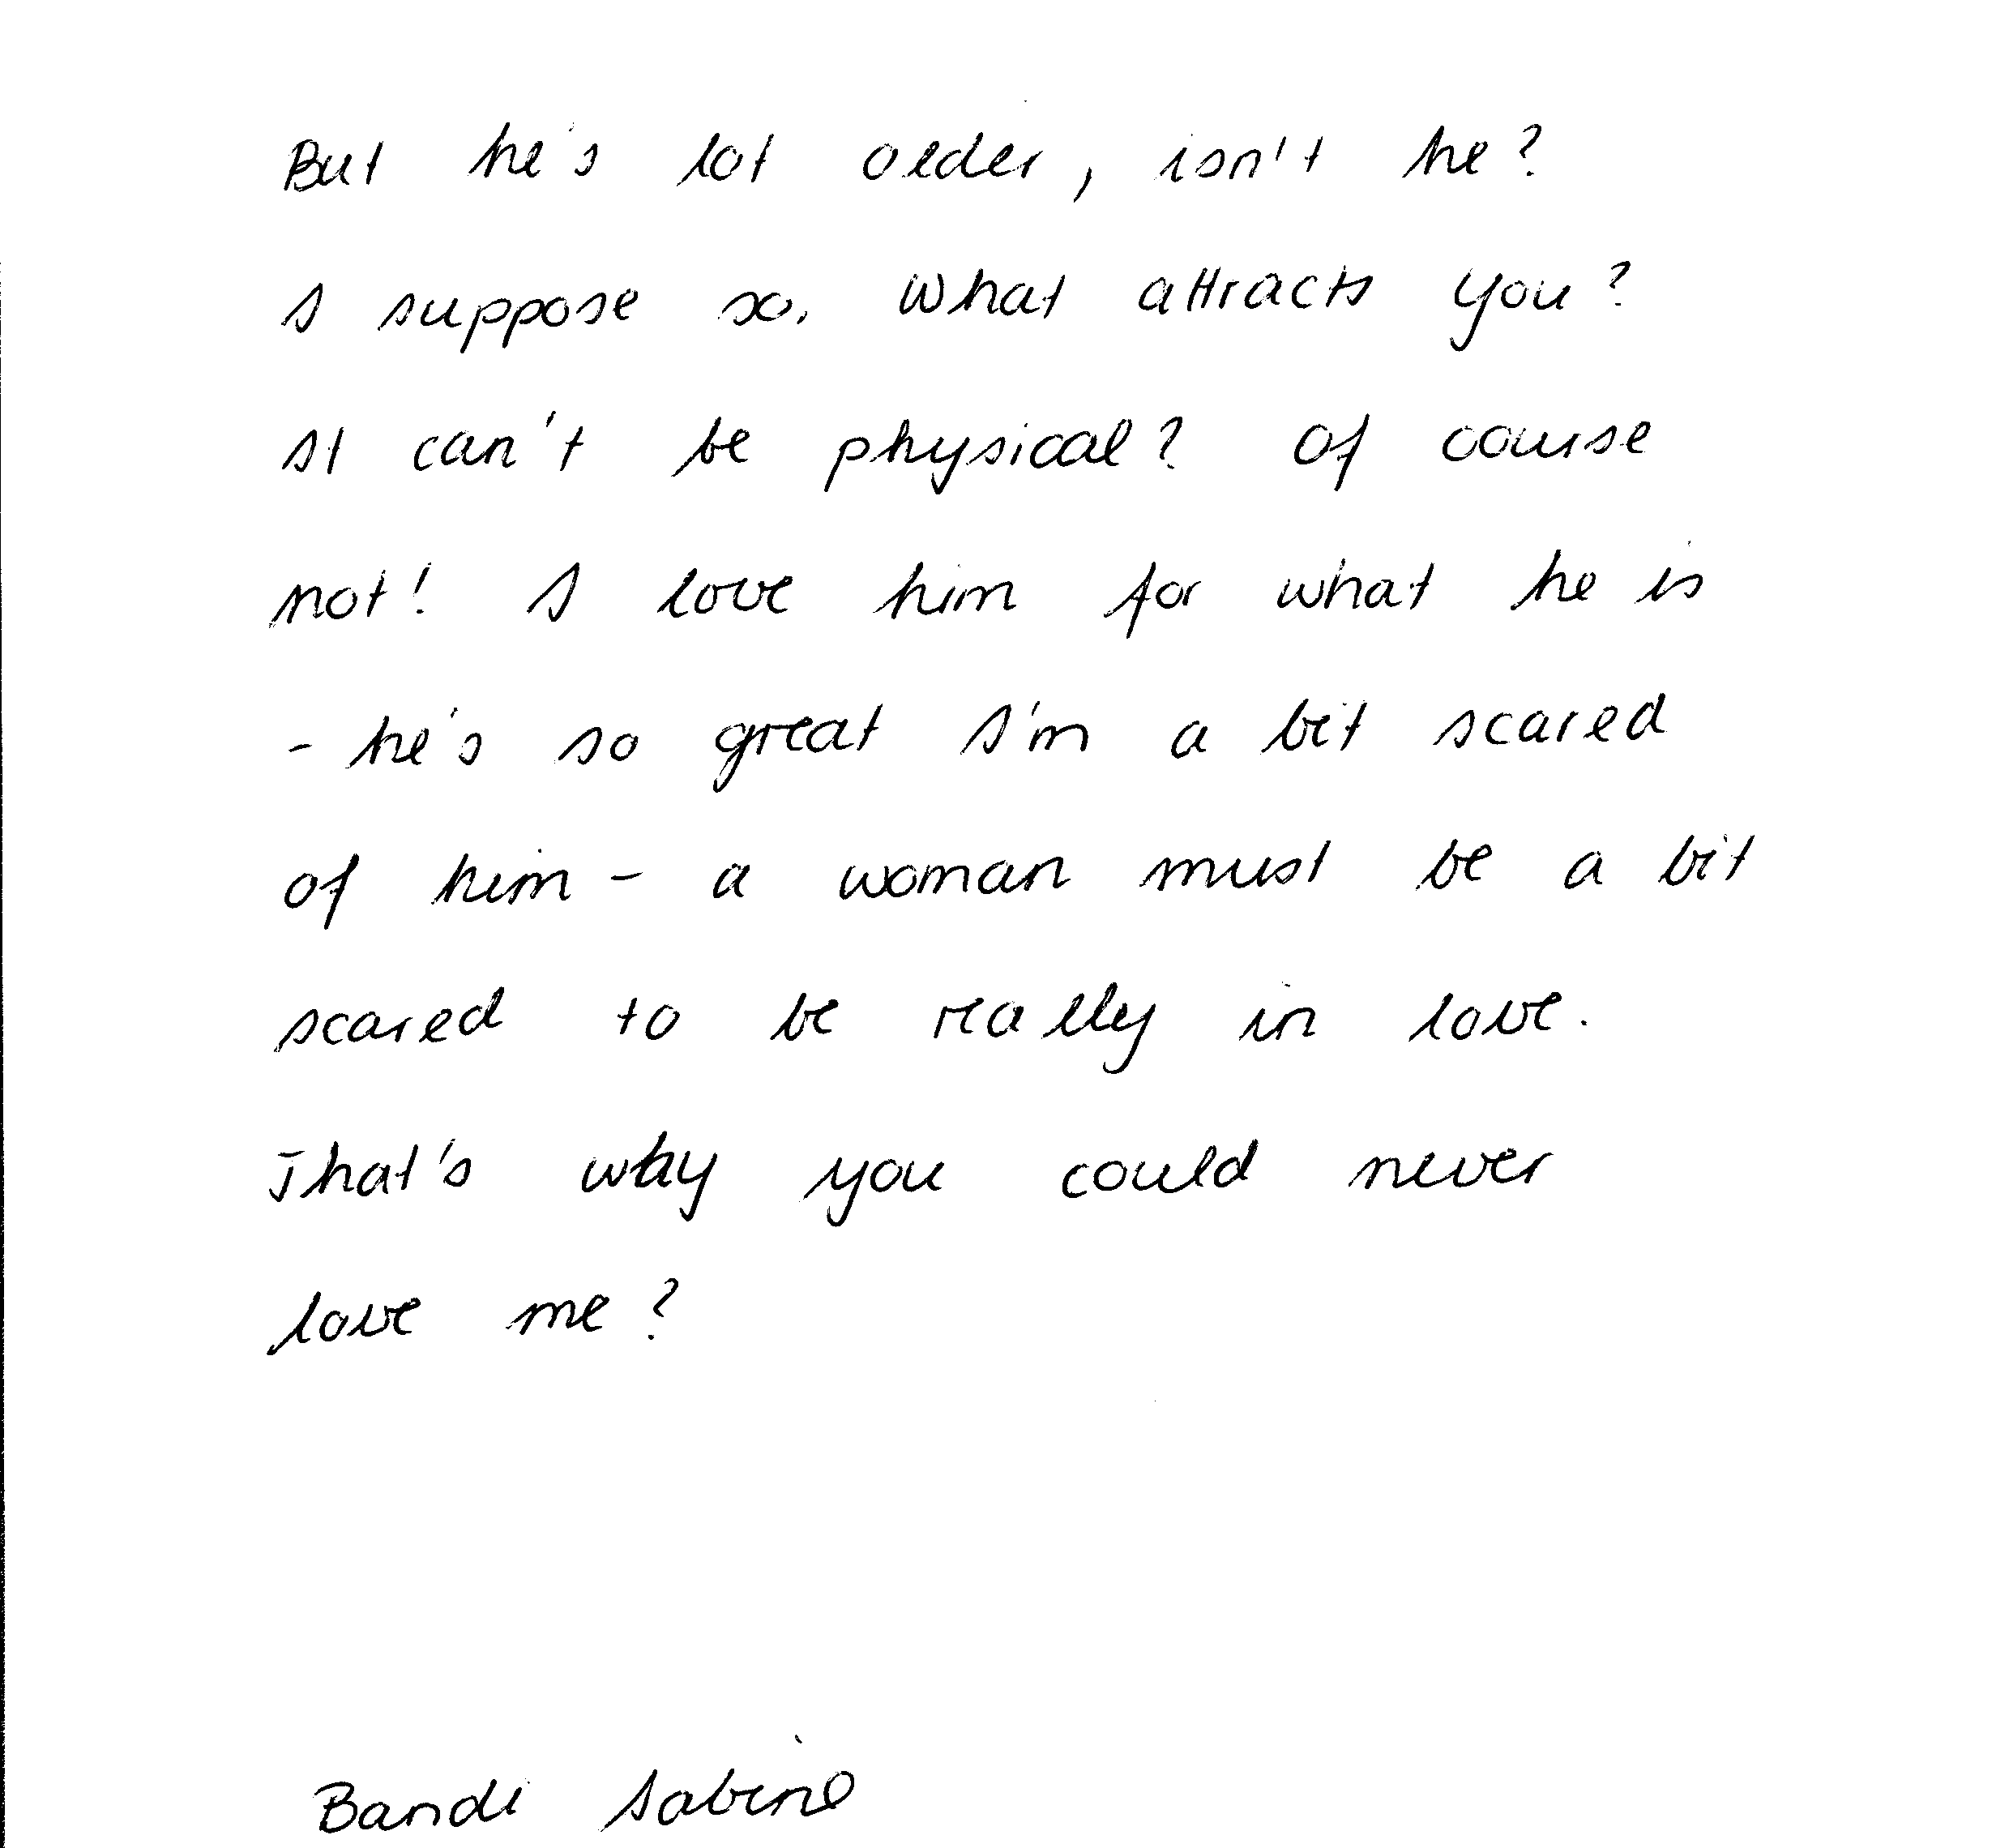 But he's lot older, isn't he?
I suppose so. What attracts you?
It can't be physical? Of course
not! I love him for what he is
- he's so great I'm a bit scared
of him - a woman must be a bit
scared to be really in love.
That's why you could never
love me?
Bandi Sabine